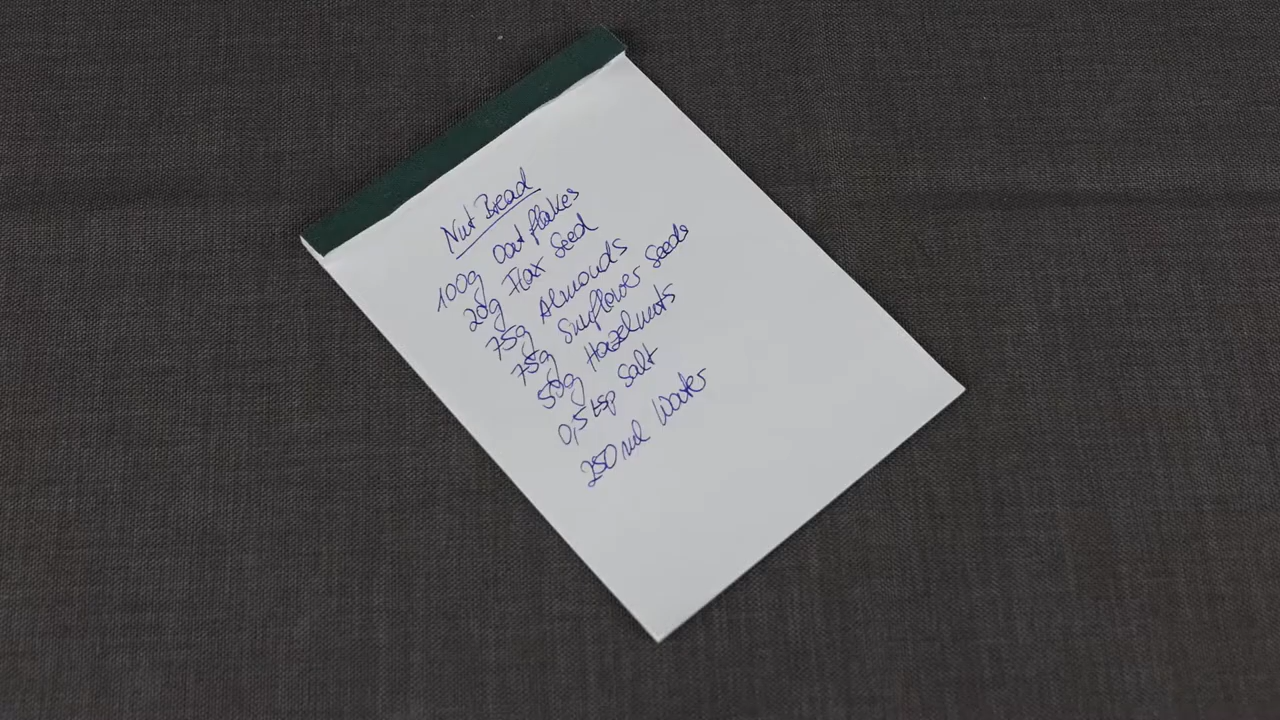 Nut Bread
100g Oat flakes
20g Flax Seed
75g Almonds
75g Sunflower Seeds
50g Hazelnuts
0,5 tsp Salt
250 ml Water